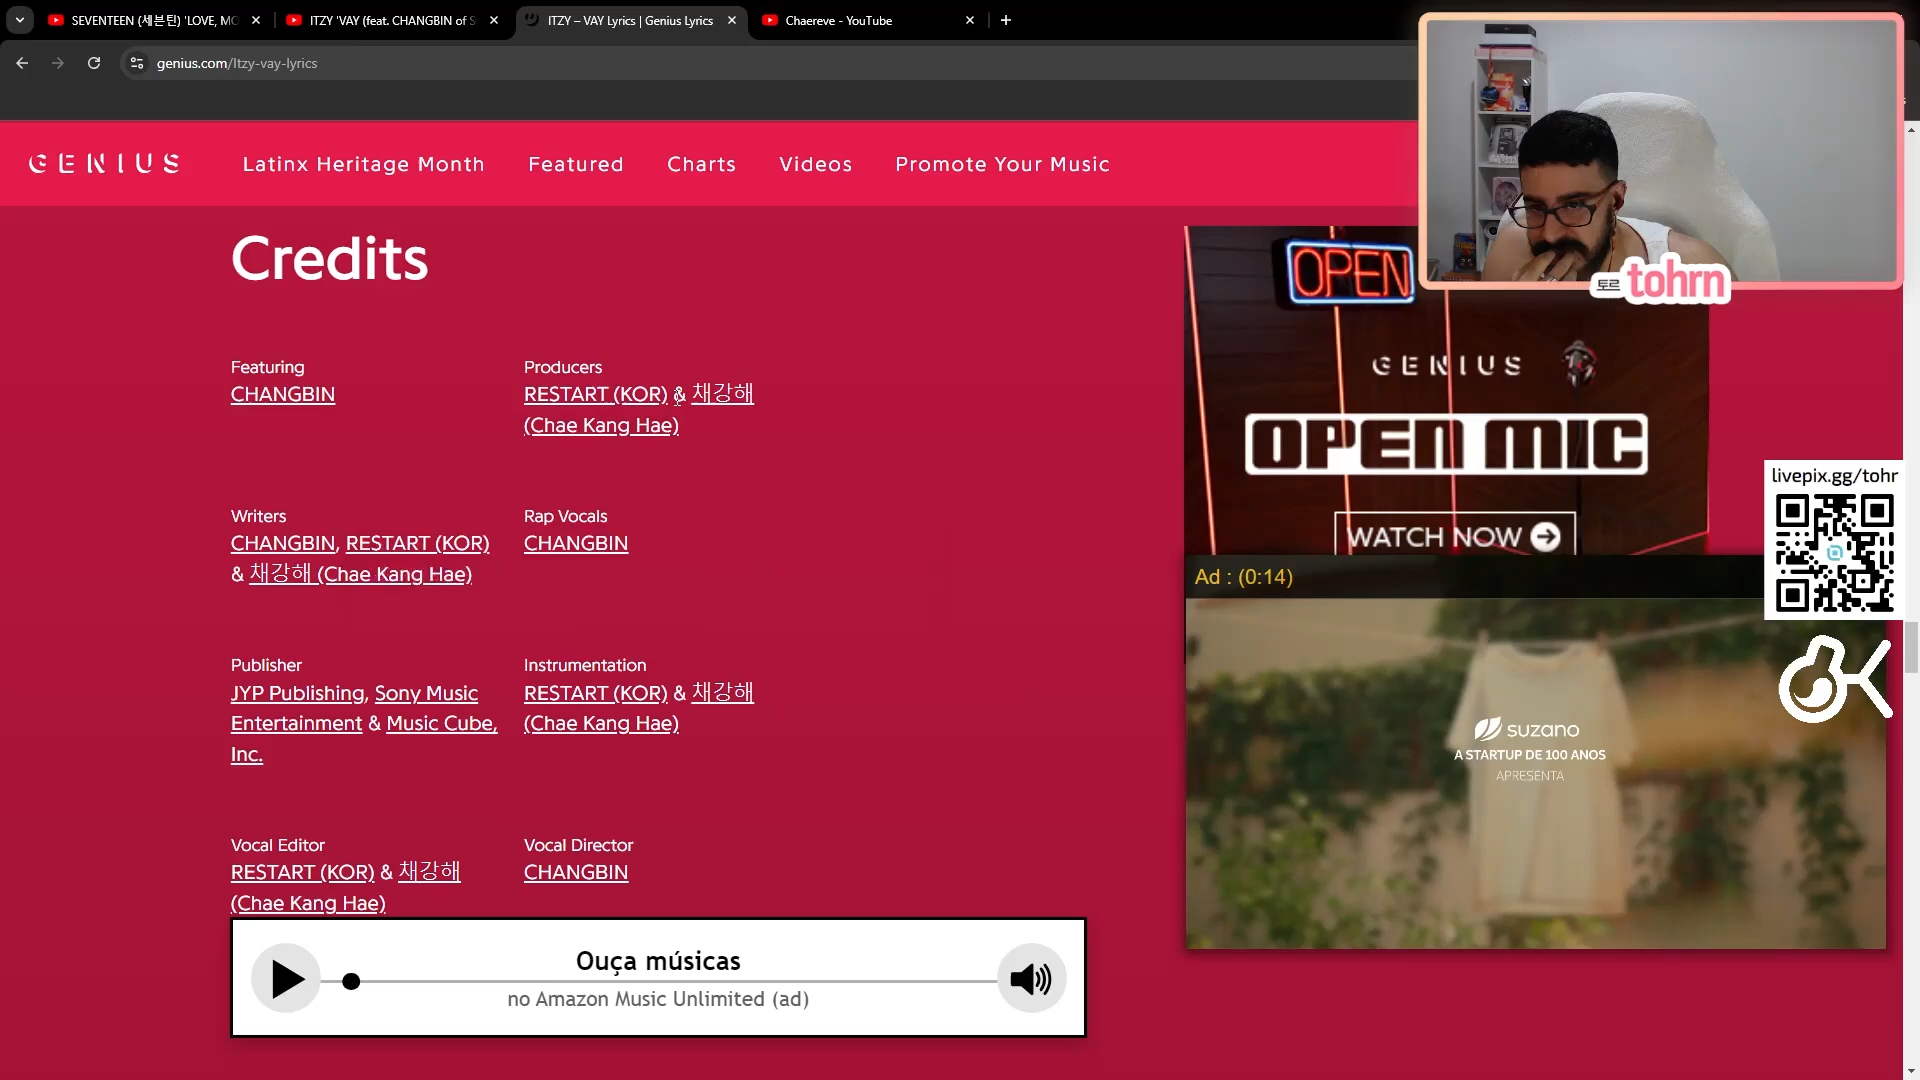 SEVENTEEN (세븐틴) 'LOVE, MO
ITZY 'VAY (feat. CHANGBIN of S
ITZY – VAY Lyrics | Genius Lyrics
Chaereve - YouTube
genius.com/Itzy-vay-lyrics
GENIUS
Latinx Heritage Month
Featured
Charts
Videos
Promote Your Music
토르 tohrn
Credits
Featuring
CHANGBIN
Producers
RESTART (KOR) & 채강해
(Chae Kang Hae)
Writers
CHANGBIN, RESTART (KOR)
& 채강해 (Chae Kang Hae)
Rap Vocals
CHANGBIN
Publisher
JYP Publishing, Sony Music
Entertainment & Music Cube,
Inc.
Instrumentation
RESTART (KOR) & 채강해
(Chae Kang Hae)
Vocal Editor
RESTART (KOR) & 채강해
(Chae Kang Hae)
Vocal Director
CHANGBIN
Ouça músicas
no Amazon Music Unlimited (ad)
OPEN
GENIUS
OPEN MIC
WATCH NOW
Ad : (0:14)
suzano
A STARTUP DE 100 ANOS
APRESENTA
livepix.gg/tohr
OK